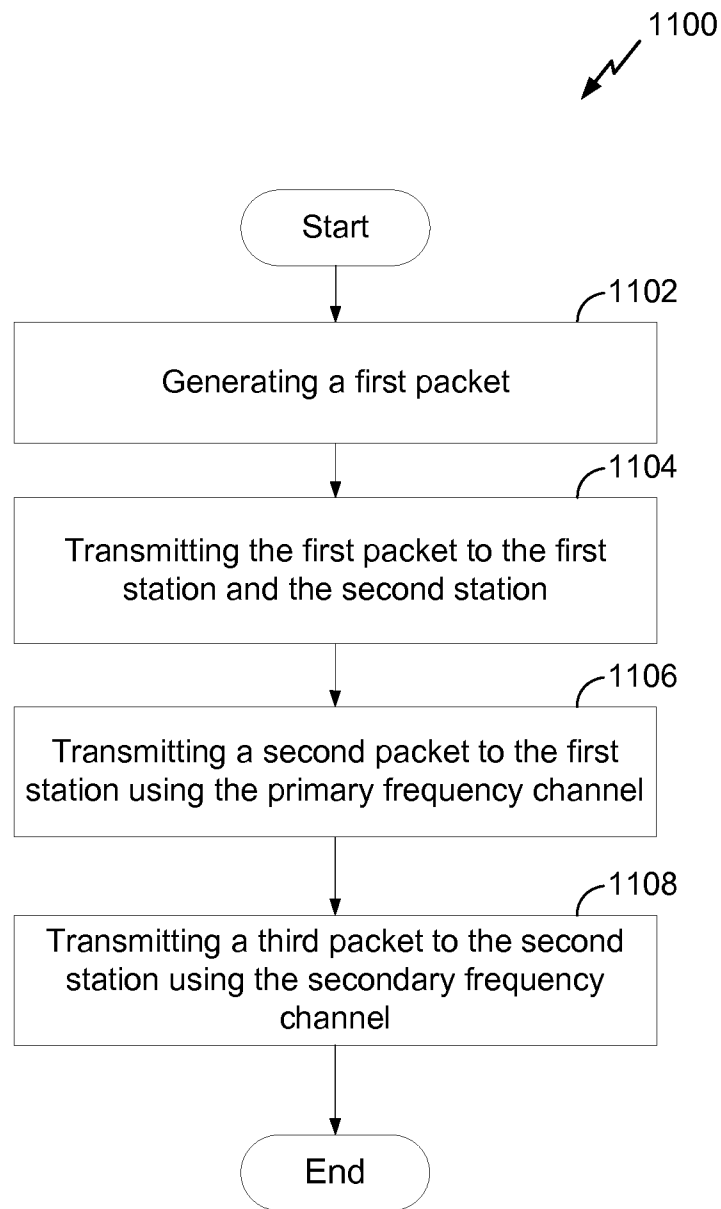 1100
Start
1102
Generating a first packet
1104
Transmitting the first packet to the first
station and the second station
1106
Transmitting a second packet to the first
station using the primary frequency channel
1108
Transmitting a third packet to the second
station using the secondary frequency
channel
End